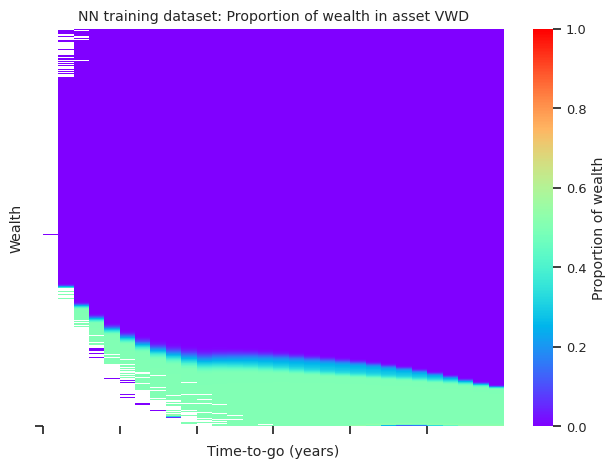 NN training dataset: Proportion of wealth in asset VWD
Wealth
Time-to-go (years)
1.0
0.8
0.6
0.4
0.2
0.0
Proportion of wealth